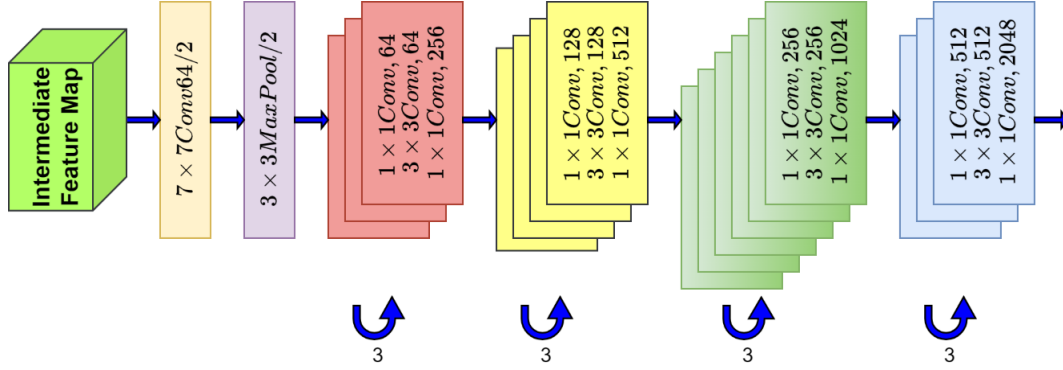 Intermediate
Feature Map
7 × 7Conv64/2
3 × 3MaxPool/2
1 × 1Conv, 64
3 × 3Conv, 64
1 × 1Conv, 256
1 × 1Conv, 128
3 × 3Conv, 128
1 × 1Conv, 512
1 × 1Conv, 256
3 × 3Conv, 256
1 × 1Conv, 1024
1 × 1Conv, 512
3 × 3Conv, 512
1 × 1Conv, 2048
3
3
3
3